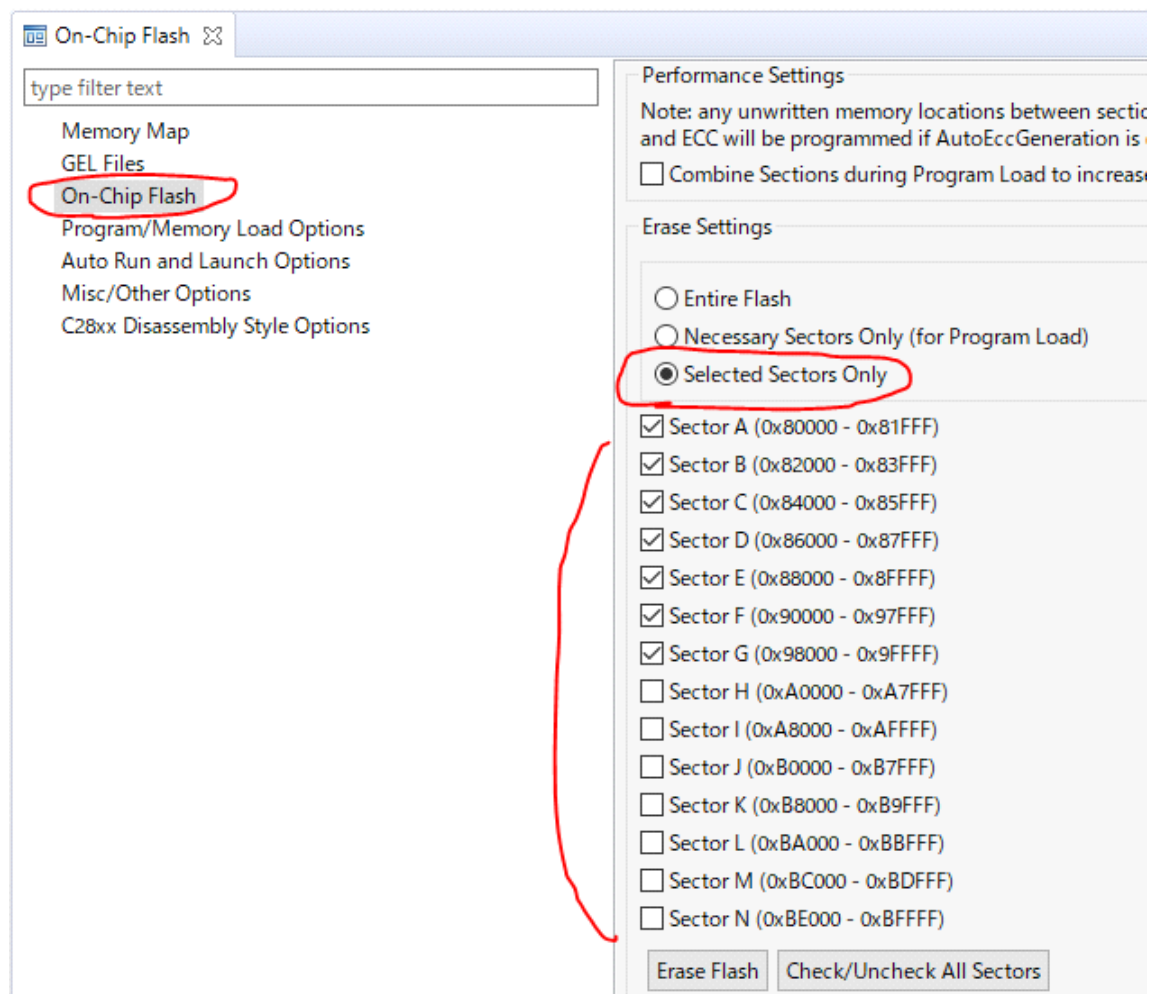 On-Chip Flash
type filter text
Memory Map
GEL Files
On-Chip Flash
Program/Memory Load Options
Auto Run and Launch Options
Misc/Other Options
C28xx Disassembly Style Options
Performance Settings
Note: any unwritten memory locations between sectio
and ECC will be programmed if AutoEccGeneration is
Combine Sections during Program Load to increase
Erase Settings
Entire Flash
Necessary Sectors Only (for Program Load)
Selected Sectors Only
Sector A (0x80000 - 0x81FFF)
Sector B (0x82000 - 0x83FFF)
Sector C (0x84000 - 0x85FFF)
Sector D (0x86000 - 0x87FFF)
Sector E (0x88000 - 0x8FFFF)
Sector F (0x90000 - 0x97FFF)
Sector G (0x98000 - 0x9FFFF)
Sector H (0xA0000 - 0xA7FFF)
Sector I (0xA8000 - 0xAFFFF)
Sector J (0xB0000 - 0xB7FFF)
Sector K (0xB8000 - 0xB9FFF)
Sector L (0xBA000 - 0xBBFFF)
Sector M (0xBC000 - 0xBDFFF)
Sector N (0xBE000 - 0xBFFFF)
Erase Flash
Check/Uncheck All Sectors